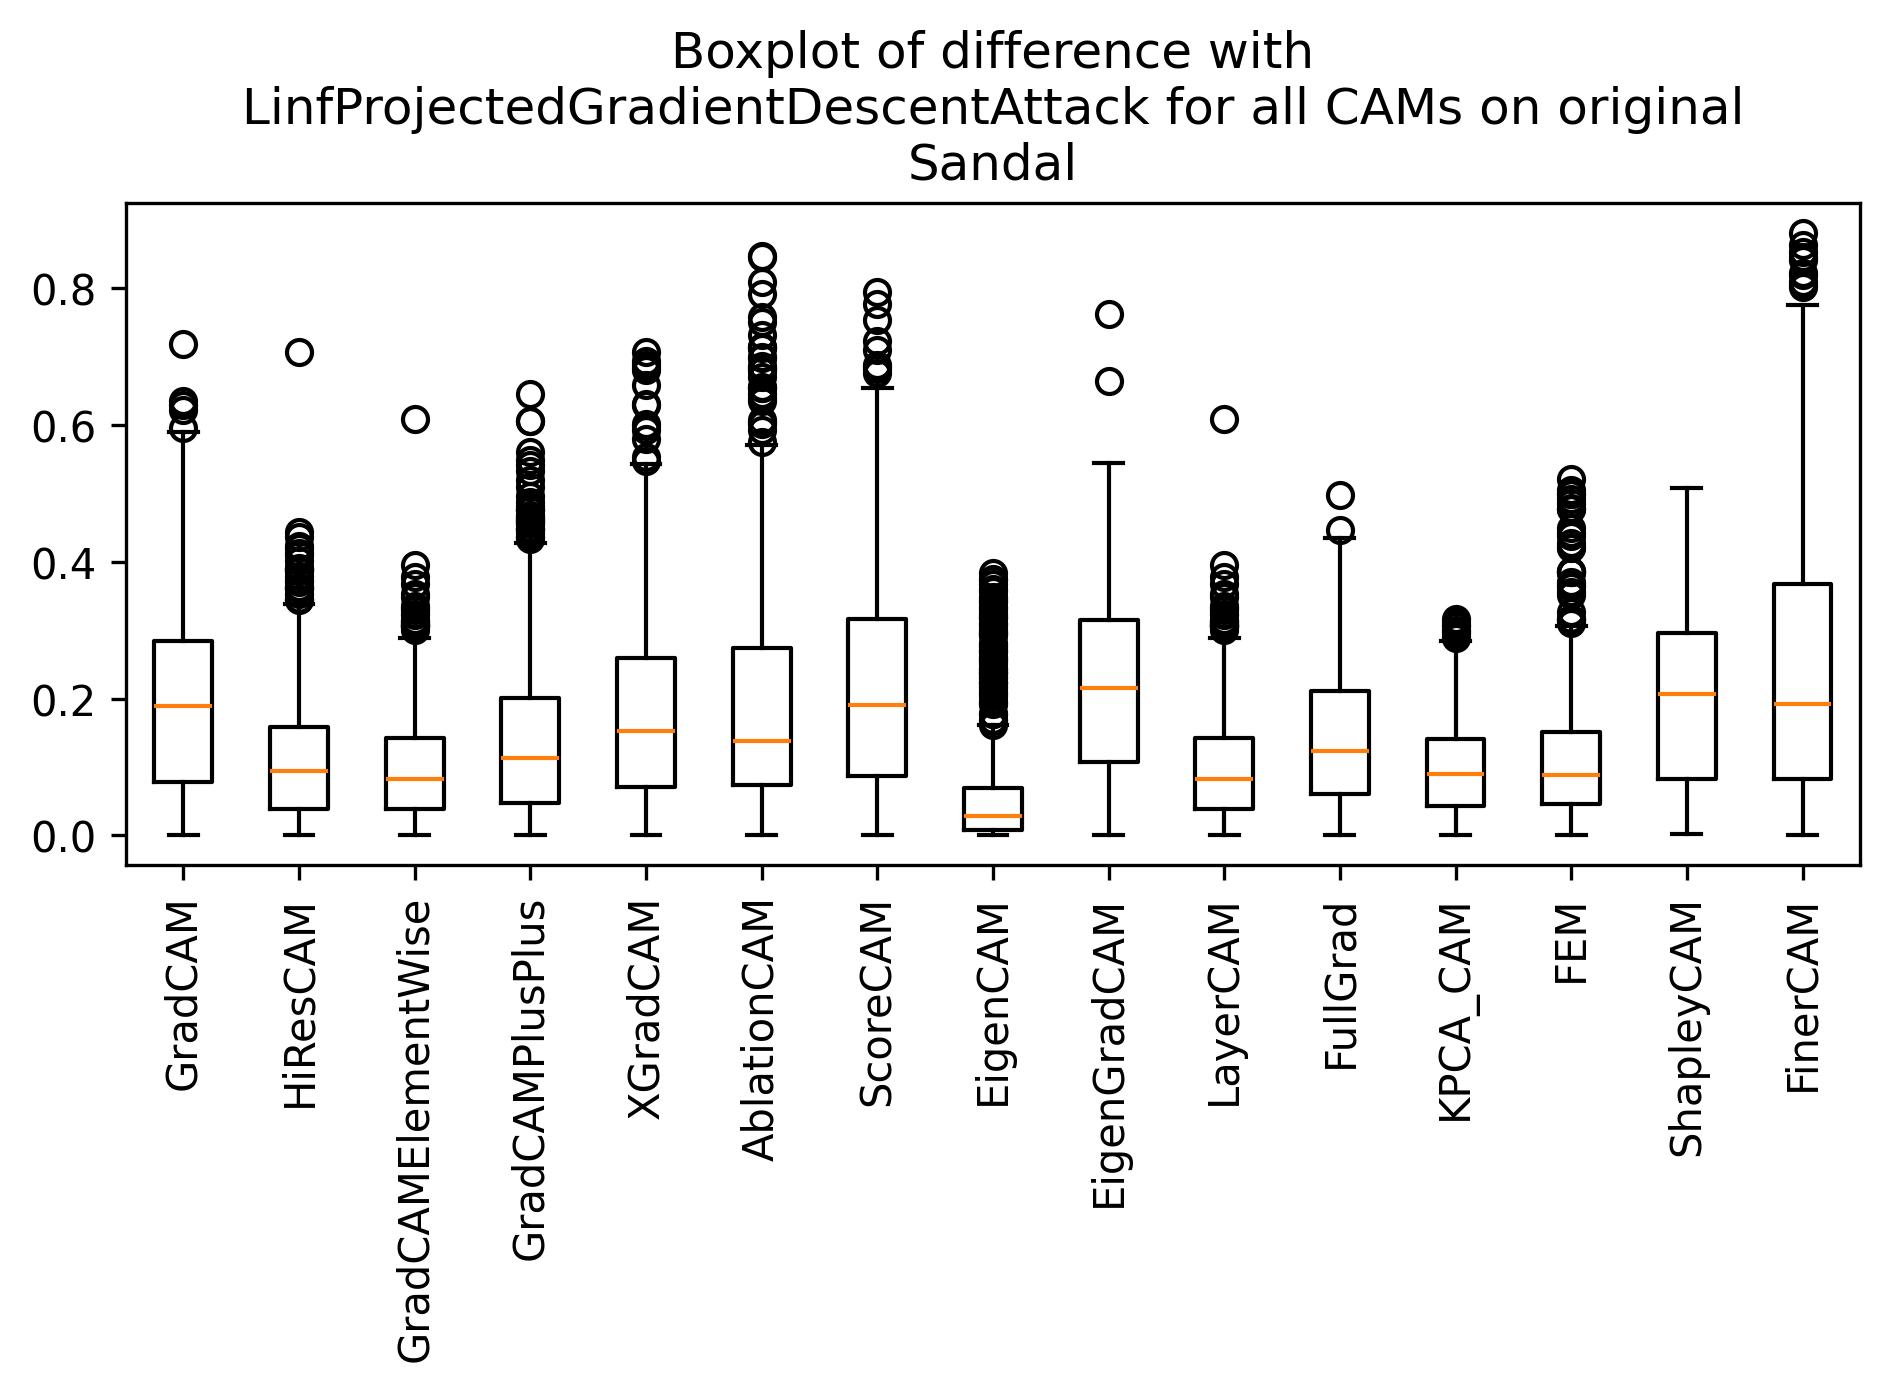 Boxplot of difference with
LinfProjectedGradientDescentAttack for all CAMs on original
Sandal
0.8
0.6
0.4
0.2
0.0
GradCAM
HiResCAM
GradCAMElementWise
GradCAMPlusPlus
XGradCAM
AblationCAM
ScoreCAM
EigenCAM
EigenGradCAM
LayerCAM
FullGrad
KPCA_CAM
FEM
ShapleyCAM
FinerCAM